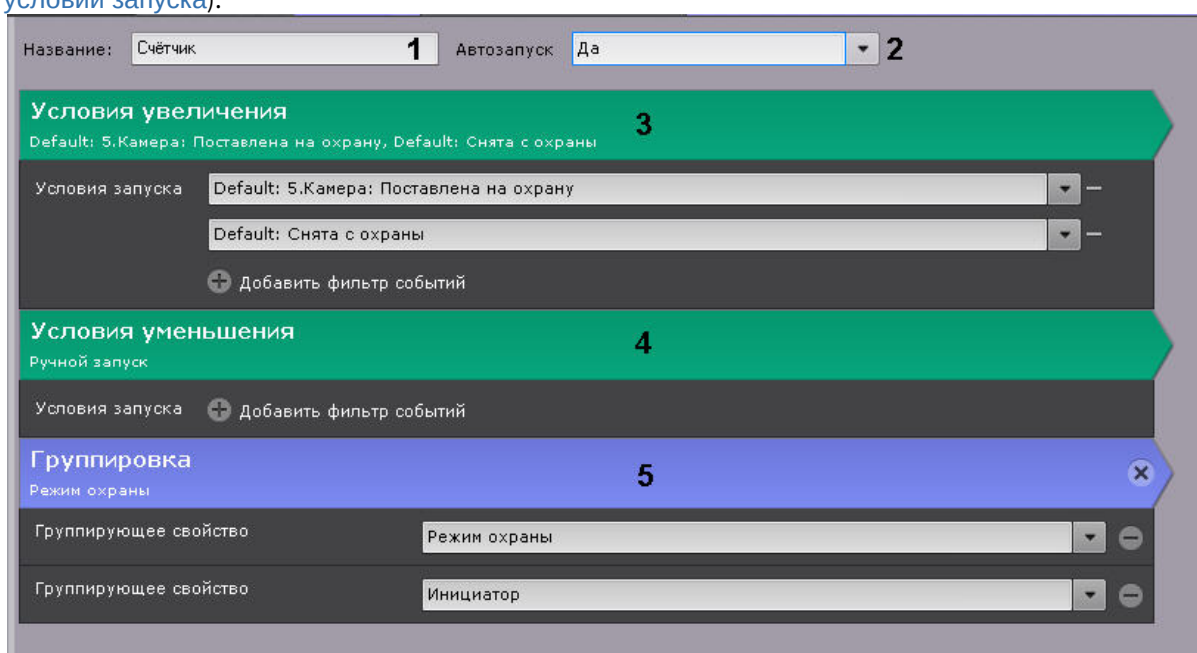 условий запуска).
Название: Счётчик 1 Автозапуск Да 2
Условия увеличения 3
Default: 5.Камера: Поставлена на охрану, Default: Снята с охраны
Условия запуска Default: 5.Камера: Поставлена на охрану
Default: Снята с охраны
Добавить фильтр событий
Условия уменьшения 4
Ручной запуск
Условия запуска Добавить фильтр событий
Группировка 5
Режим охраны
Группирующее свойство Режим охраны
Группирующее свойство Инициатор